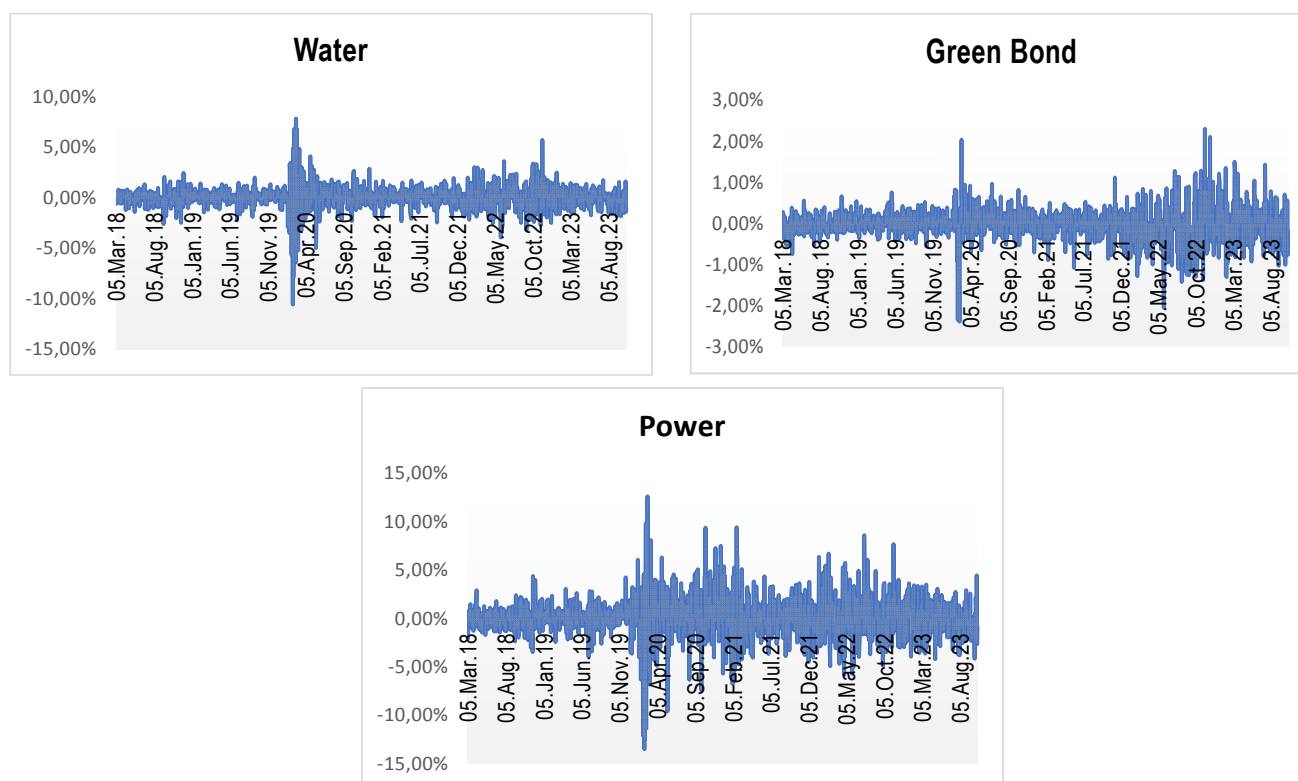 Water
10,00%
5,00%
0,00%
-5,00%
-10,00%
-15,00%
05.Mar.18
05.Aug.18
05.Jan.19
05.Jun.19
05.Nov.19
05.Apr.20
05.Sep.20
05.Feb.21
05.Jul.21
05.Dec.21
05.May.22
05.Oct.22
05.Mar.23
05.Aug.23
Green Bond
3,00%
2,00%
1,00%
0,00%
-1,00%
-2,00%
-3,00%
05.Mar.18
05.Aug.18
05.Jan.19
05.Jun.19
05.Nov.19
05.Apr.20
05.Sep.20
05.Feb.21
05.Jul.21
05.Dec.21
05.May.22
05.Oct.22
05.Mar.23
05.Aug.23
Power
15,00%
10,00%
5,00%
0,00%
-5,00%
-10,00%
-15,00%
05.Mar.18
05.Aug.18
05.Jan.19
05.Jun.19
05.Nov.19
05.Apr.20
05.Sep.20
05.Feb.21
05.Jul.21
05.Dec.21
05.May.22
05.Oct.22
05.Mar.23
05.Aug.23